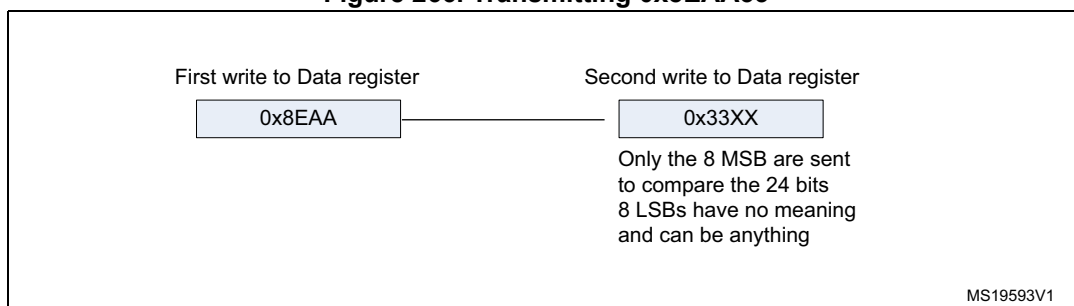 First write to Data register
Second write to Data register
0x8EAA
0x33XX
Only the 8 MSB are sent
to compare the 24 bits
8 LSBs have no meaning
and can be anything
MS19593V1